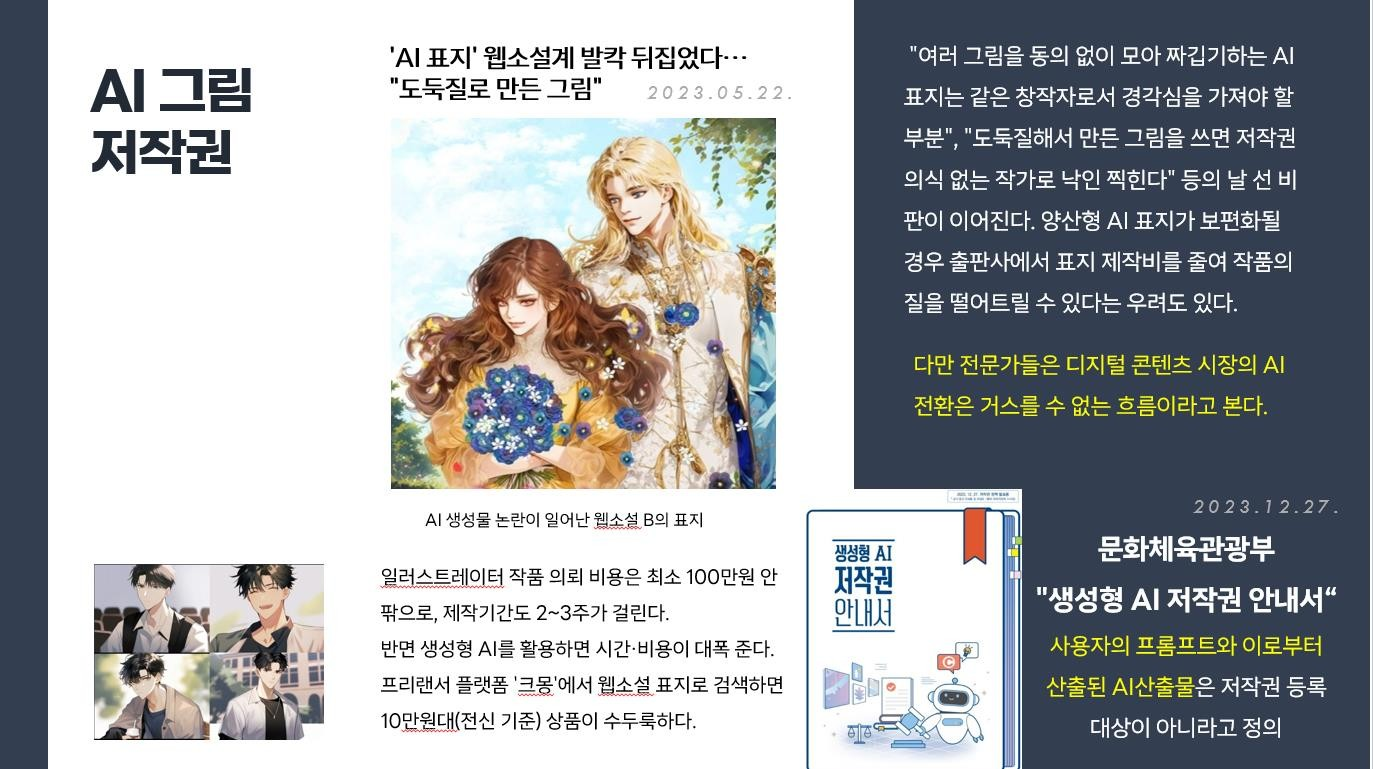 AI 그림
저작권
'AI 표지' 웹소설계 발칵 뒤집었다…
"도둑질로 만든 그림"
2023.05.22.
AI 생성물 논란이 일어난 웹소설 B의 표지
일러스트레이터 작품 의뢰 비용은 최소 100만원 안
팎으로, 제작기간도 2~3주가 걸린다.
반면 생성형 AI를 활용하면 시간·비용이 대폭 준다.
프리랜서 플랫폼 '크몽'에서 웹소설 표지로 검색하면
10만원대(전신 기준) 상품이 수두룩하다.
"여러 그림을 동의 없이 모아 짜깁기하는 AI
표지는 같은 창작자로서 경각심을 가져야 할
부분", "도둑질해서 만든 그림을 쓰면 저작권
의식 없는 작가로 낙인 찍힌다" 등의 날 선 비
판이 이어진다. 양산형 AI 표지가 보편화될
경우 출판사에서 표지 제작비를 줄여 작품의
질을 떨어트릴 수 있다는 우려도 있다.
다만 전문가들은 디지털 콘텐츠 시장의 AI
전환은 거스를 수 없는 흐름이라고 본다.
생성형 AI
저작권
안내서
2023.12.27.
문화체육관광부
"생성형 AI 저작권 안내서“
사용자의 프롬프트와 이로부터
산출된 AI산출물은 저작권 등록
대상이 아니라고 정의